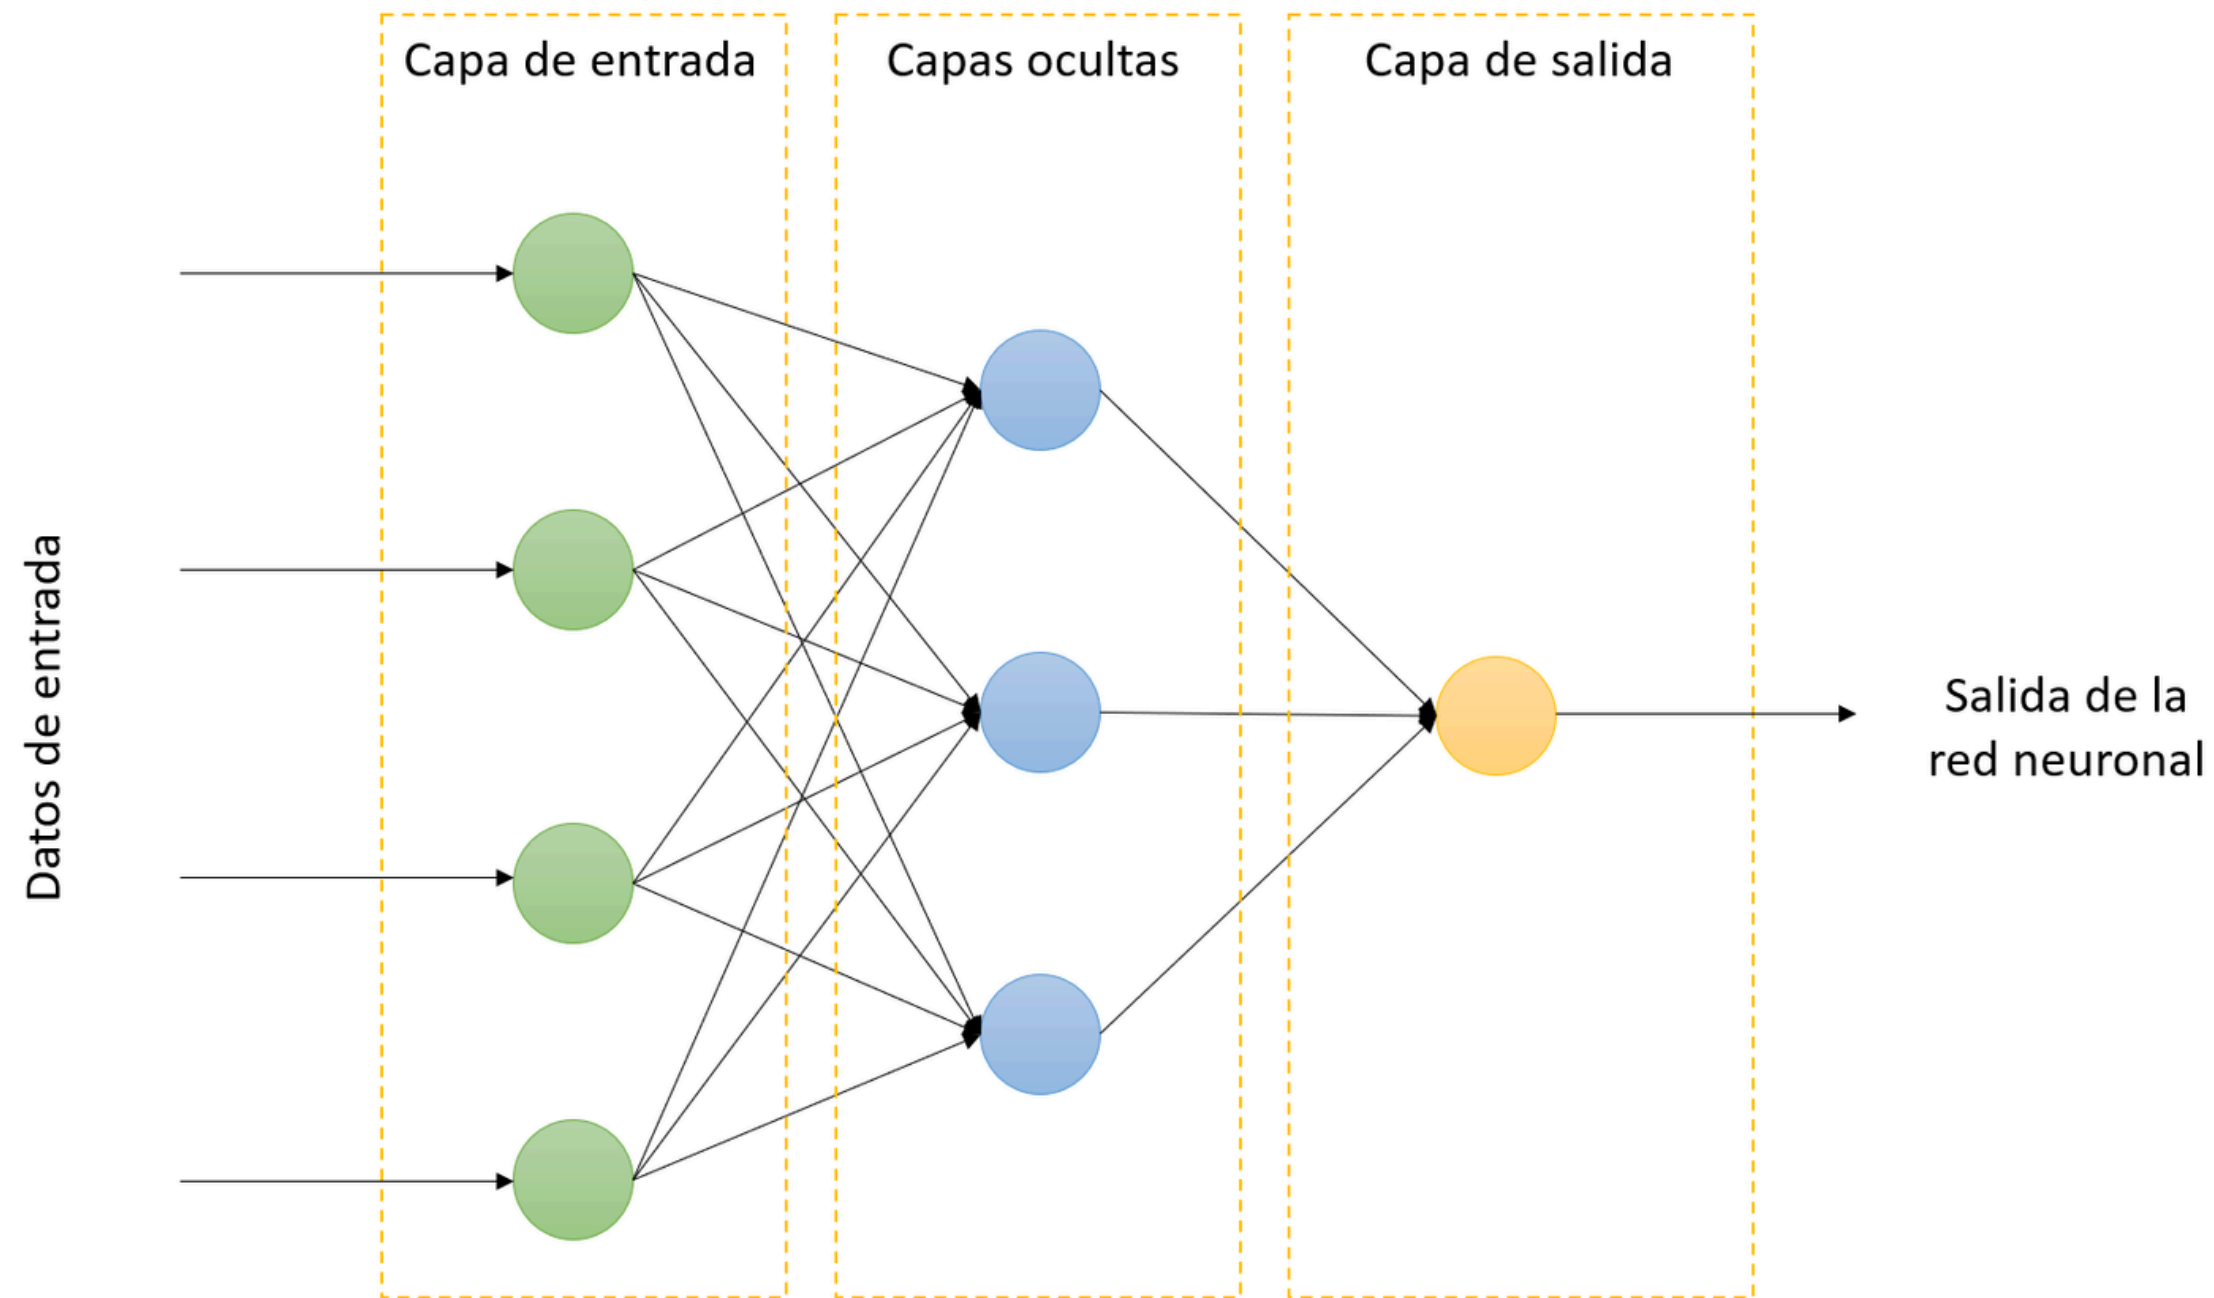 Capa de entrada
Capas ocultas
Capa de salida
Datos de entrada
Salida de la
red neuronal